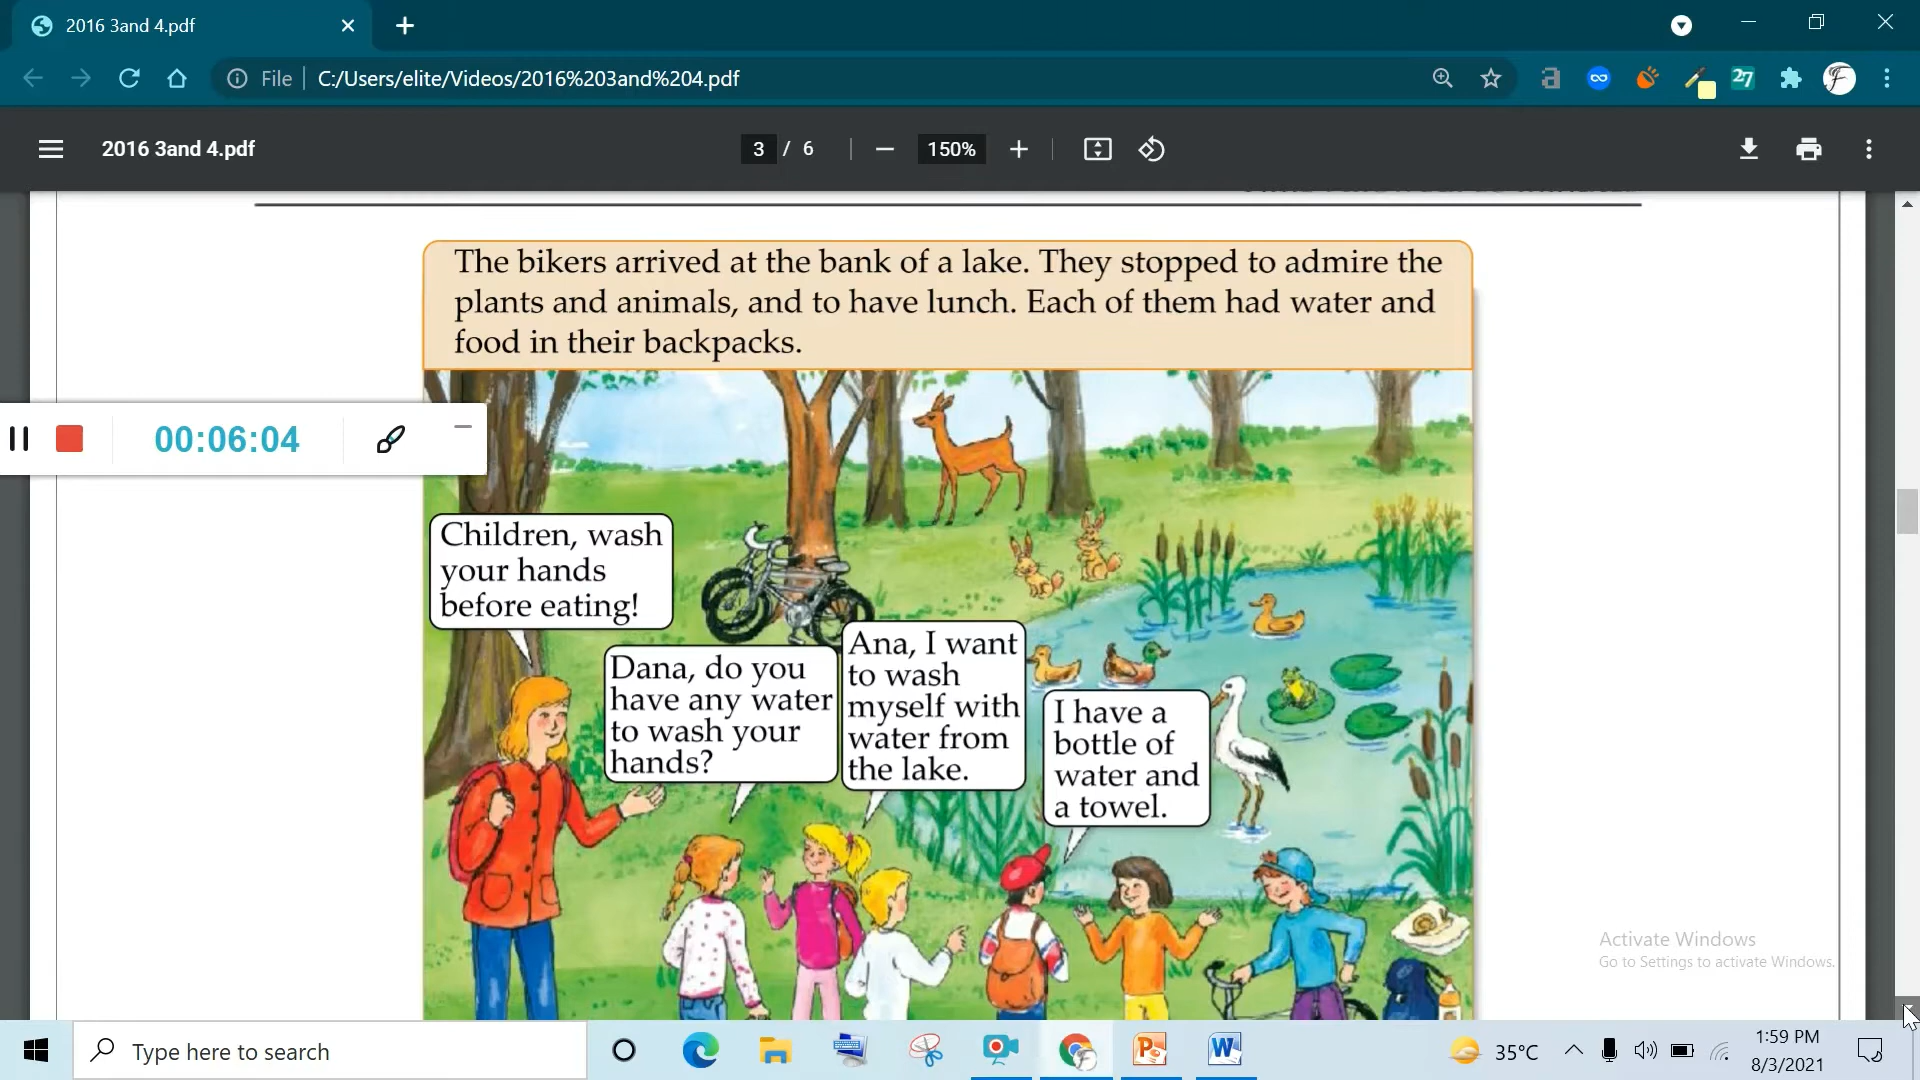 2016 3and 4.pdf
File
C:/Users/elite/Videos/2016%203and%204.pdf
27
2016 3and 4.pdf
3 / 6
150%
The bikers arrived at the bank of a lake. They stopped to admire the
plants and animals, and to have lunch. Each of them had water and
food in their backpacks.
00:06:04
Children, wash
your hands
before eating!
Dana, do you
have any water
to wash your
hands?
Ana, I want
to wash
myself with
water from
the lake.
I have a
bottle of
water and
a towel.
Activate Windows
Go to Settings to activate Windows.
Type here to search
35°C
1:59 PM
8/3/2021